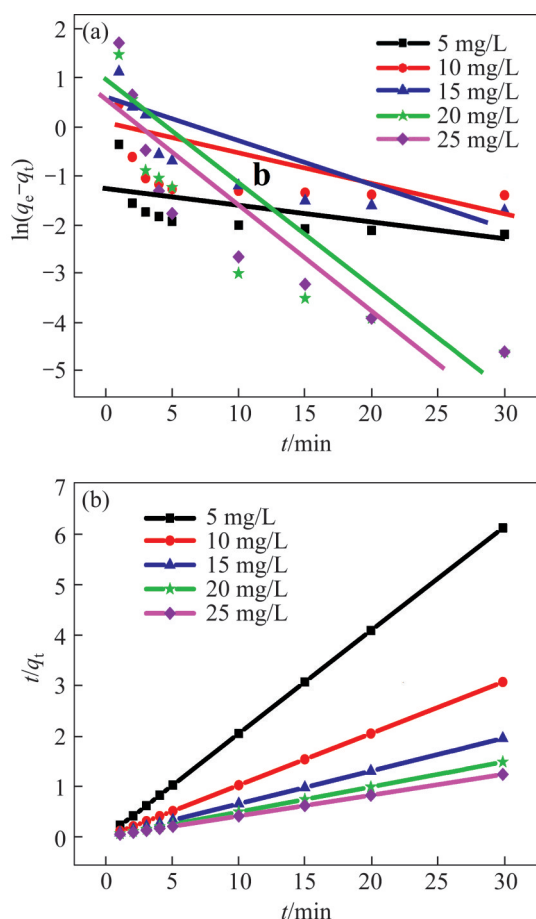 (a)
5 mg/L
10 mg/L
15 mg/L
20 mg/L
25 mg/L
b
ln(qe−qt)
2
1
0
−1
−2
−3
−4
−5
0 5 10 15 20 25 30
t/min
(b)
5 mg/L
10 mg/L
15 mg/L
20 mg/L
25 mg/L
t/qt
7
6
5
4
3
2
1
0
0 5 10 15 20 25 30
t/min